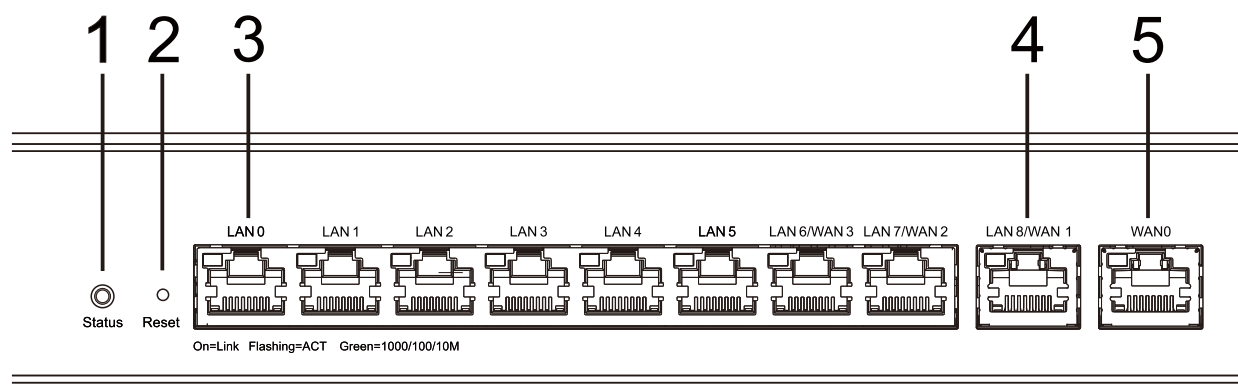 1 2 3 4 5
LAN 0 LAN 1 LAN 2 LAN 3 LAN 4 LAN 5 LAN 6/WAN 3 LAN 7/WAN 2 LAN 8/WAN 1 WAN0
Status Reset
On=Link Flashing=ACT Green=1000/100/10M